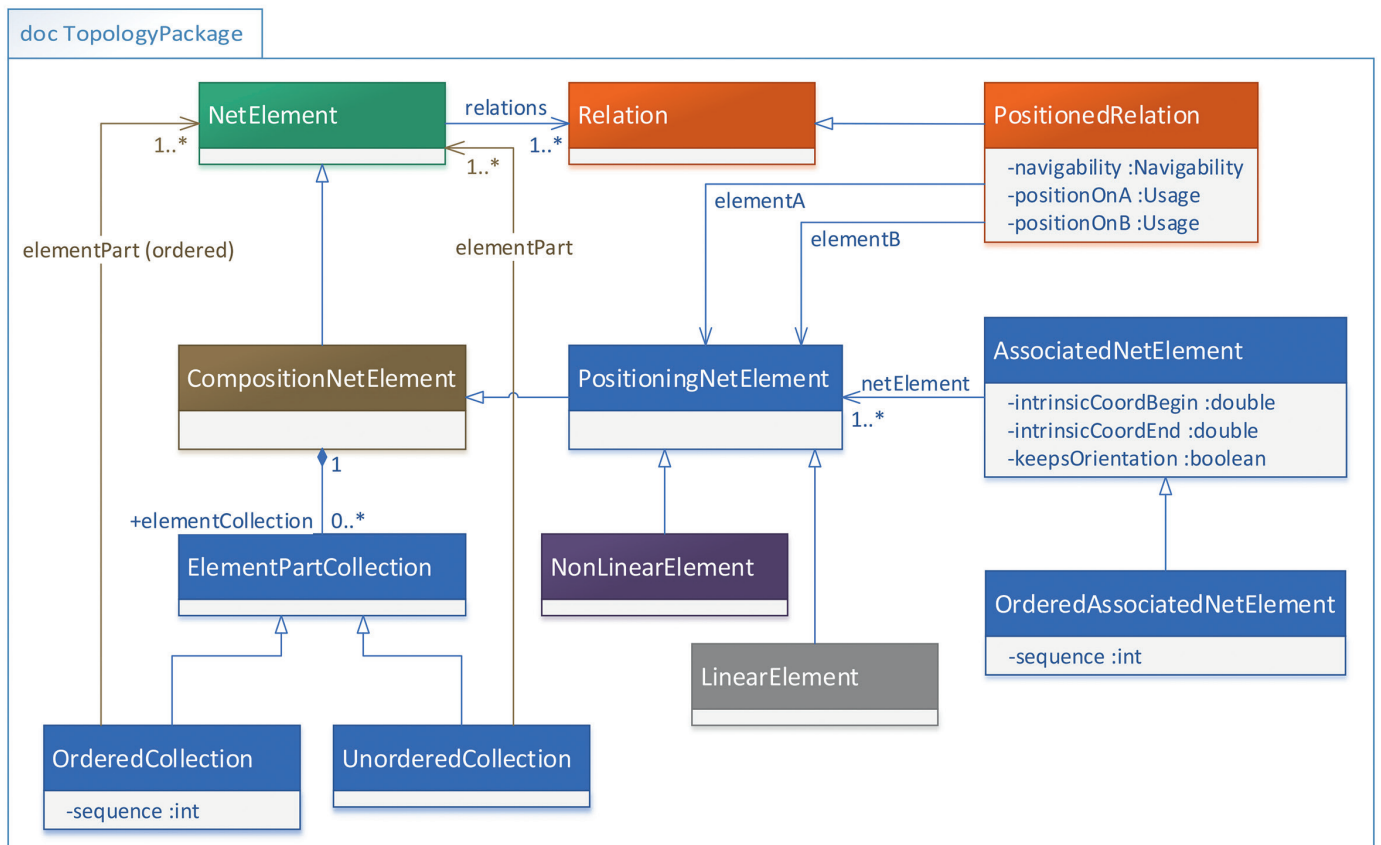 doc TopologyPackage
NetElement
relations
Relation
PositionedRelation
1..*
1..*
1..*
-navigability :Navigability
-positionOnA :Usage
-positionOnB :Usage
elementA
elementB
elementPart (ordered)
elementPart
CompositionNetElement
PositioningNetElement
netElement
1..*
AssociatedNetElement
-intrinsicCoordBegin :double
-intrinsicCoordEnd :double
-keepsOrientation :boolean
1
+elementCollection
0..*
ElementPartCollection
NonLinearElement
OrderedAssociatedNetElement
-sequence :int
LinearElement
OrderedCollection
-sequence :int
UnorderedCollection